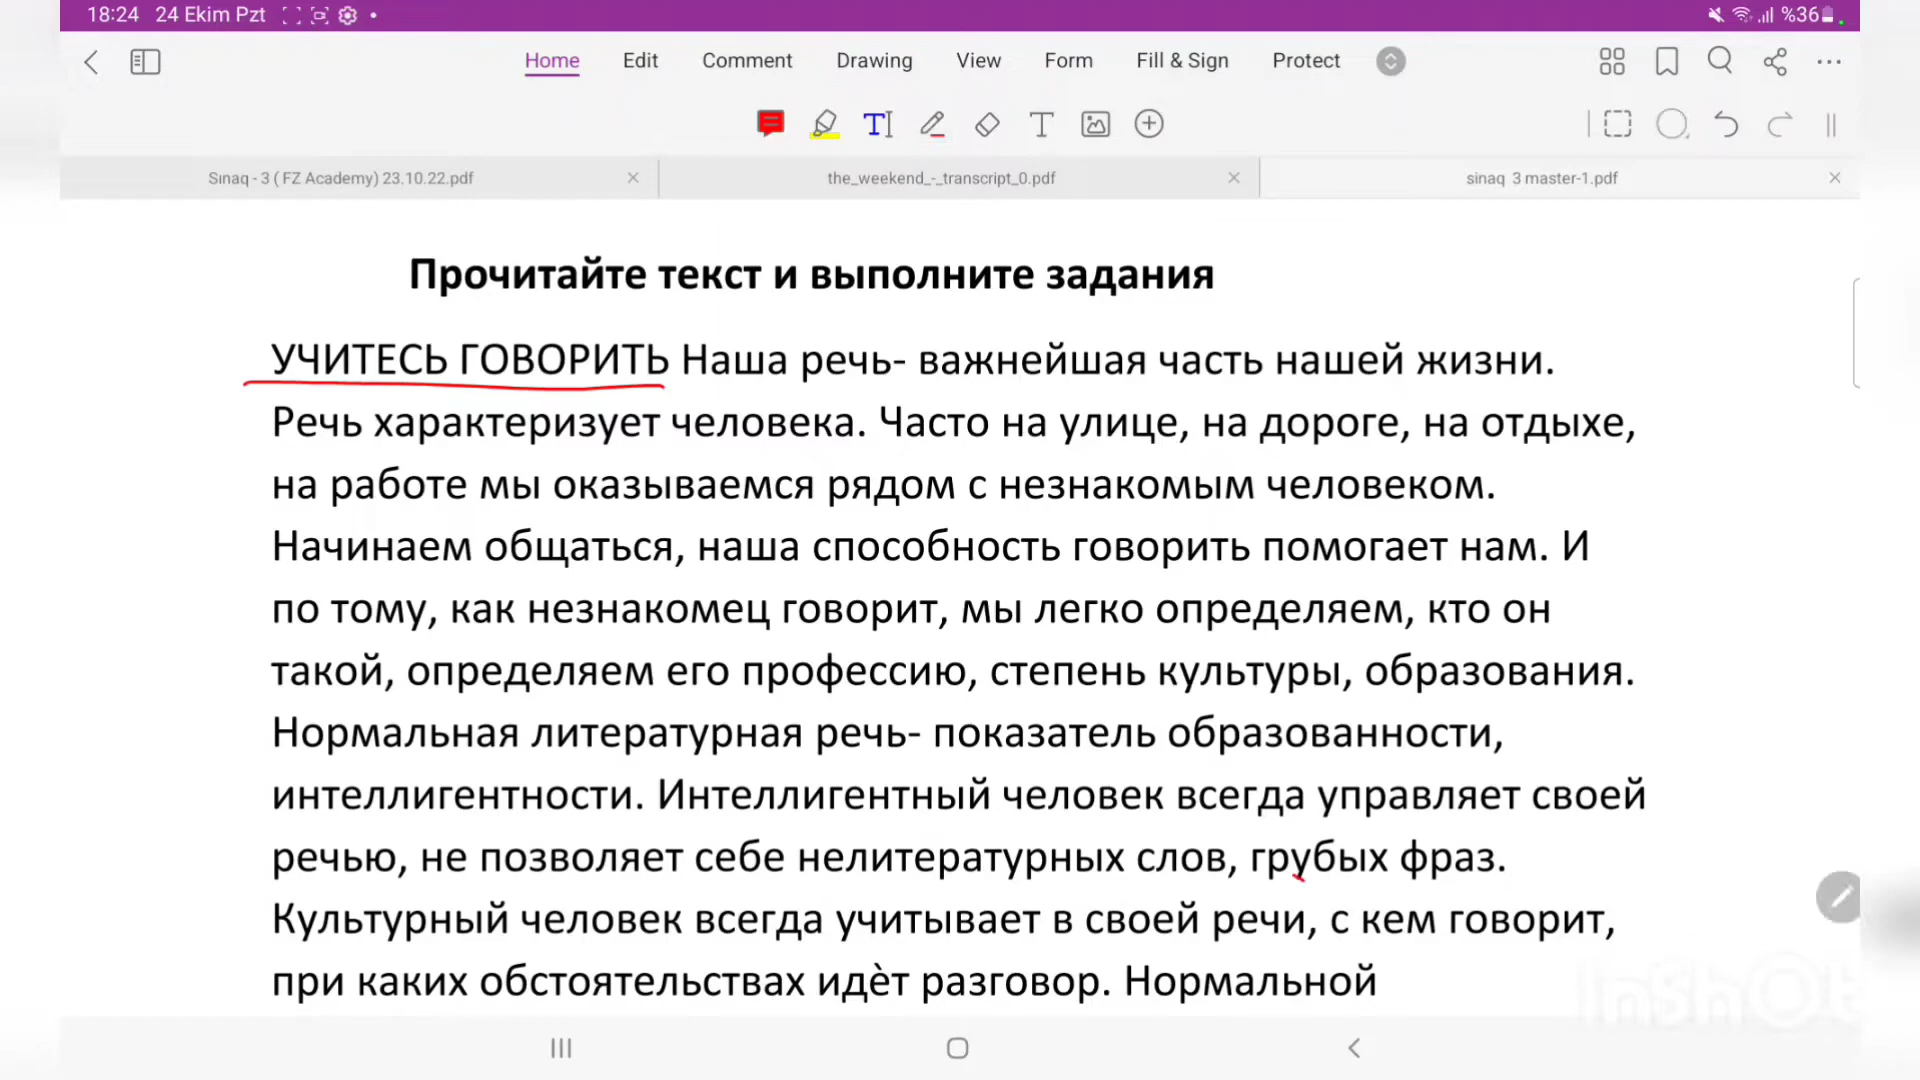 18:24 24 Ekim Pzt %36
Home Edit Comment Drawing View Form Fill & Sign Protect
Sınaq - 3 ( FZ Academy) 23.10.22.pdf the_weekend_-_transcript_0.pdf sinaq 3 master-1.pdf
Прочитайте текст и выполните задания
УЧИТЕСЬ ГОВОРИТЬ Наша речь- важнейшая часть нашей жизни.
Речь характеризует человека. Часто на улице, на дороге, на отдыхе,
на работе мы оказываемся рядом с незнакомым человеком.
Начинаем общаться, наша способность говорить помогает нам. И
по тому, как незнакомец говорит, мы легко определяем, кто он
такой, определяем его профессию, степень культуры, образования.
Нормальная литературная речь- показатель образованности,
интеллигентности. Интеллигентный человек всегда управляет своей
речью, не позволяет себе нелитературных слов, грубых фраз.
Культурный человек всегда учитывает в своей речи, с кем говорит,
при каких обстоятельствах идѐт разговор. Нормальной
InShOt